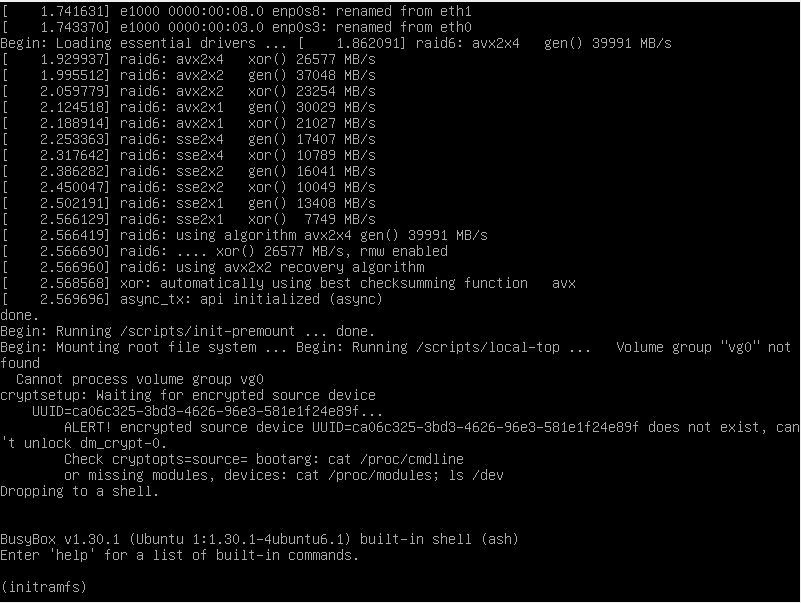 [    1.741631] e1000 0000:00:08.0 enp0s8: renamed from eth1
[    1.743370] e1000 0000:00:03.0 enp0s3: renamed from eth0
Begin: Loading essential drivers ... [    1.862091] raid6: avx2x4   gen() 39991 MB/s
[    1.929937] raid6: avx2x4   xor() 26577 MB/s
[    1.995512] raid6: avx2x2   gen() 37048 MB/s
[    2.059779] raid6: avx2x2   xor() 23254 MB/s
[    2.124518] raid6: avx2x1   gen() 30029 MB/s
[    2.188914] raid6: avx2x1   xor() 21027 MB/s
[    2.253363] raid6: sse2x4   gen() 17407 MB/s
[    2.317642] raid6: sse2x4   xor() 10789 MB/s
[    2.386282] raid6: sse2x2   gen() 16041 MB/s
[    2.450047] raid6: sse2x2   xor() 10049 MB/s
[    2.502191] raid6: sse2x1   gen() 13408 MB/s
[    2.566129] raid6: sse2x1   xor()  7749 MB/s
[    2.566419] raid6: using algorithm avx2x4 gen() 39991 MB/s
[    2.566690] raid6: .... xor() 26577 MB/s, rmw enabled
[    2.566960] raid6: using avx2x2 recovery algorithm
[    2.568568] xor: automatically using best checksumming function   avx
[    2.569696] async_tx: api initialized (async)
done.
Begin: Running /scripts/init-premount ... done.
Begin: Mounting root file system ... Begin: Running /scripts/local-top ...   Volume group "vg0" not
found
  Cannot process volume group vg0
cryptsetup: Waiting for encrypted source device
    UUID=ca06c325-3bd3-4626-96e3-581e1f24e89f...
        ALERT! encrypted source device UUID=ca06c325-3bd3-4626-96e3-581e1f24e89f does not exist, can
't unlock dm_crypt-0.
        Check cryptopts=source= bootarg: cat /proc/cmdline
        or missing modules, devices: cat /proc/modules; ls /dev
Dropping to a shell.
BusyBox v1.30.1 (Ubuntu 1:1.30.1-4ubuntu6.1) built-in shell (ash)
Enter 'help' for a list of built-in commands.
(initramfs)